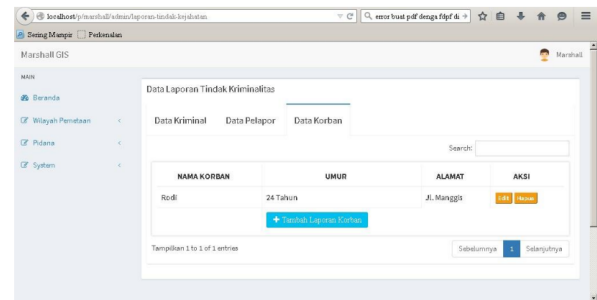 localhost/p/marshall/admin/laporan-tindak-kejahatan
error buat pdf denga fdpf di
Sering Mampir Perkenalan
Marshall GIS
Marshall
MAIN
Beranda
Wilayah Pemetaan
Pidana
System
Data Laporan Tindak Kriminalitas
Data Kriminal Data Pelapor Data Korban
Search:
NAMA KORBAN UMUR ALAMAT AKSI
Rodi 24 Tahun Jl. Manggis Edit Hapus
Tambah Laporan Korban
Tampilkan 1 to 1 of 1 entries
Sebelumnya 1 Selanjutnya